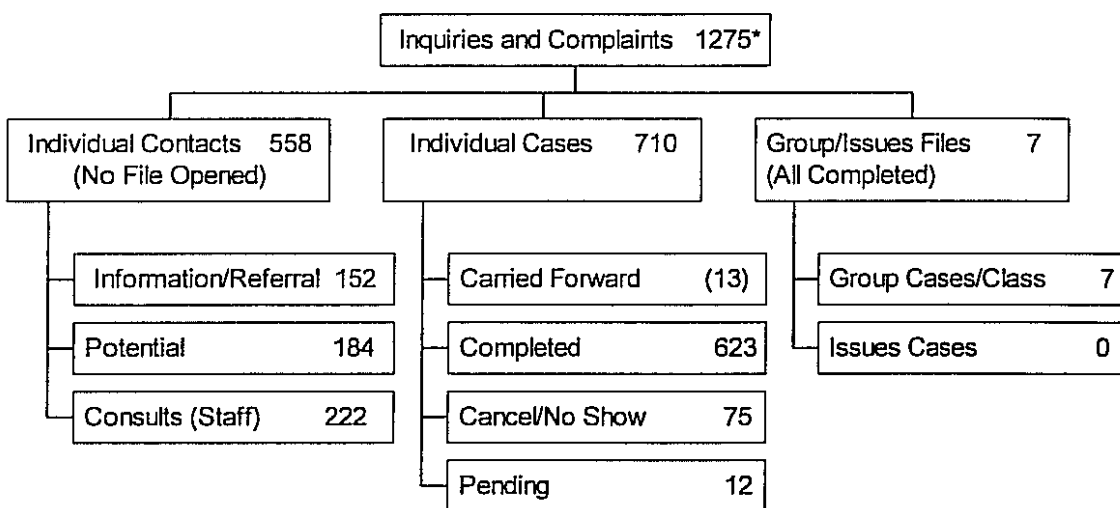 Inquiries and Complaints 1275*
Individual Contacts 558
(No File Opened)
Individual Cases 710
Group/Issues Files 7
(All Completed)
Information/Referral 152
Potential 184
Consults (Staff) 222
Carried Forward (13)
Completed 623
Cancel/No Show 75
Pending 12
Group Cases/Class 7
Issues Cases 0